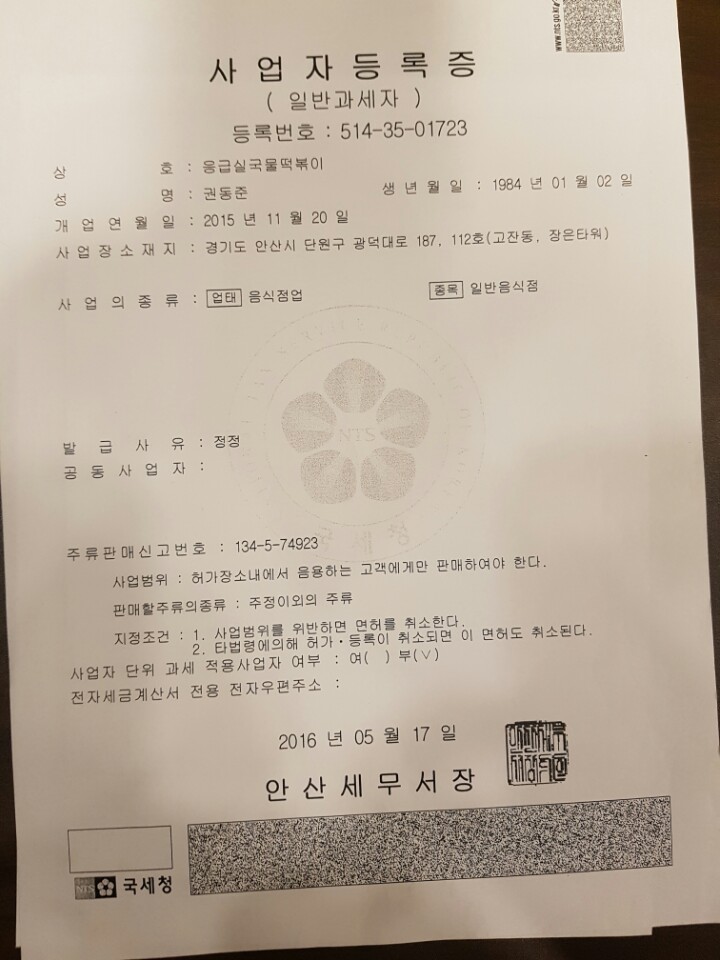 사업자등록증
( 일반과세자 )
등록번호 : 514-35-01723
상 호 : 응급실국물떡볶이
성 명 : 권동준 생년월일 : 1984 년 01 월 02 일
개업연월일 : 2015 년 11 월 20 일
사업장소재지 : 경기도 안산시 단원구 광덕대로 187, 112호(고잔동, 장은타워)
사업의종류 : 업태 음식점업 종목 일반음식점
NTS
국세청
발급사유 : 정정
공동사업자 :
주류판매신고번호 : 134-5-74923
사업범위 : 허가장소내에서 음용하는 고객에게만 판매하여야 한다.
판매할주류의종류 : 주정이외의 주류
지정조건 : 1. 사업범위를 위반하면 면허를 취소한다.
2. 타법령에의해 허가·등록이 취소되면 이 면허도 취소된다.
사업자 단위 과세 적용사업자 여부 : 여( ) 부(∨)
전자세금계산서 전용 전자우편주소 :
2016 년 05 월 17 일
안산세무서장
NTS 국세청